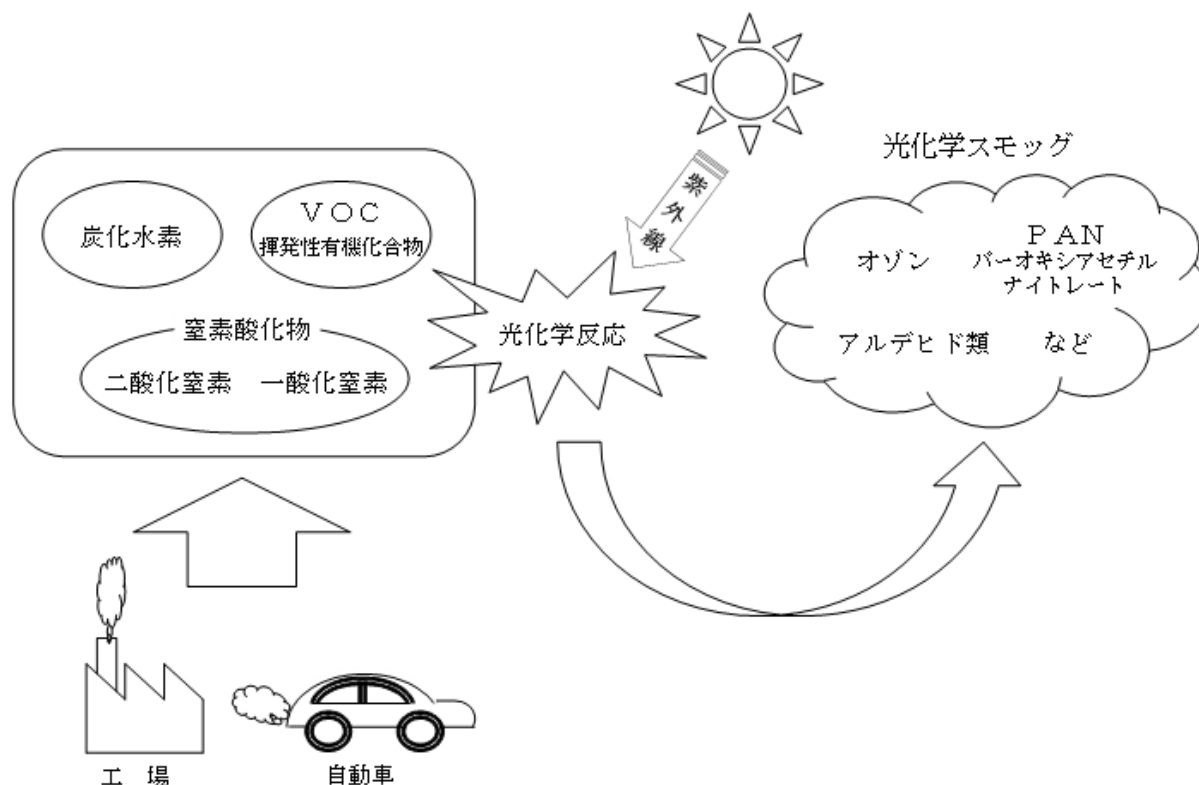 光化学スモッグ
紫外線
炭化水素
ＶＯＣ
揮発性有機化合物
ＰＡＮ
オゾン
パーオキシアセチル
ナイトレート
窒素酸化物
光化学反応
アルデヒド類 など
二酸化窒素 一酸化窒素
工 場
自動車